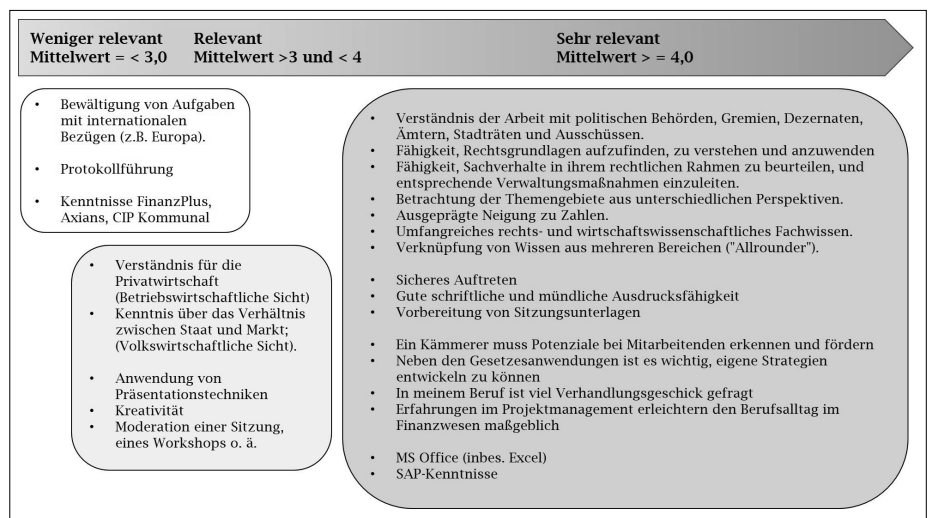 Weniger relevant
Mittelwert = < 3,0
Relevant
Mittelwert >3 und < 4
Sehr relevant
Mittelwert > = 4,0
• Bewältigung von Aufgaben
mit internationalen
Bezügen (z.B. Europa).
• Protokollführung
• Kenntnisse FinanzPlus,
Axians, CIP Kommunal
• Verständnis für die
Privatwirtschaft
(Betriebswirtschaftliche Sicht)
• Kenntnis über das Verhältnis
zwischen Staat und Markt;
(Volkswirtschaftliche Sicht).
• Anwendung von
Präsentationstechniken
• Kreativität
• Moderation einer Sitzung,
eines Workshops o. ä.
• Verständnis der Arbeit mit politischen Behörden, Gremien, Dezernaten,
Ämtern, Stadträten und Ausschüssen.
• Fähigkeit, Rechtsgrundlagen aufzufinden, zu verstehen und anzuwenden
• Fähigkeit, Sachverhalte in ihrem rechtlichen Rahmen zu beurteilen, und
entsprechende Verwaltungsmaßnahmen einzuleiten.
• Betrachtung der Themengebiete aus unterschiedlichen Perspektiven.
• Ausgeprägte Neigung zu Zahlen.
• Umfangreiches rechts- und wirtschaftswissenschaftliches Fachwissen.
• Verknüpfung von Wissen aus mehreren Bereichen ("Allrounder").
• Sicheres Auftreten
• Gute schriftliche und mündliche Ausdrucksfähigkeit
• Vorbereitung von Sitzungsunterlagen
• Ein Kämmerer muss Potenziale bei Mitarbeitenden erkennen und fördern
• Neben den Gesetzesanwendungen ist es wichtig, eigene Strategien
entwickeln zu können
• In meinem Beruf ist viel Verhandlungsgeschick gefragt
• Erfahrungen im Projektmanagement erleichtern den Berufsalltag im
Finanzwesen maßgeblich
• MS Office (inbes. Excel)
• SAP-Kenntnisse